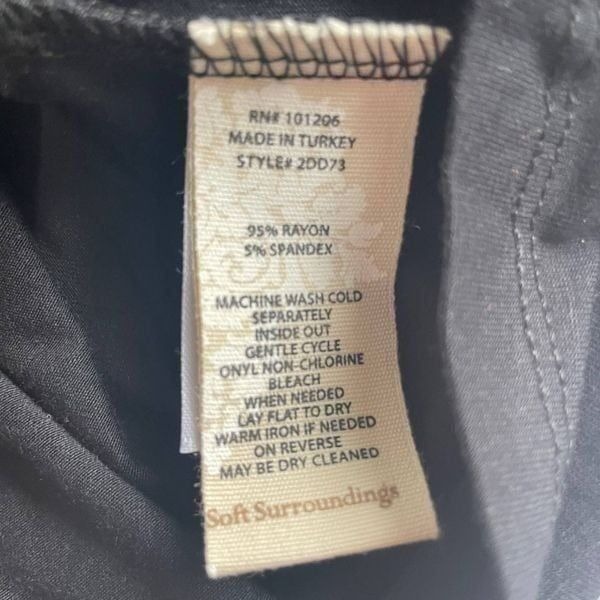 RN# 101206
MADE IN TURKEY
STYLE# 2DD73
95% RAYON
5% SPANDEX
MACHINE WASH COLD
SEPARATELY
INSIDE OUT
GENTLE CYCLE
ONYL NON-CHLORINE
BLEACH
WHEN NEEDED
LAY FLAT TO DRY
WARM IRON IF NEEDED
ON REVERSE
MAY BE DRY CLEANED
Soft Surroundings